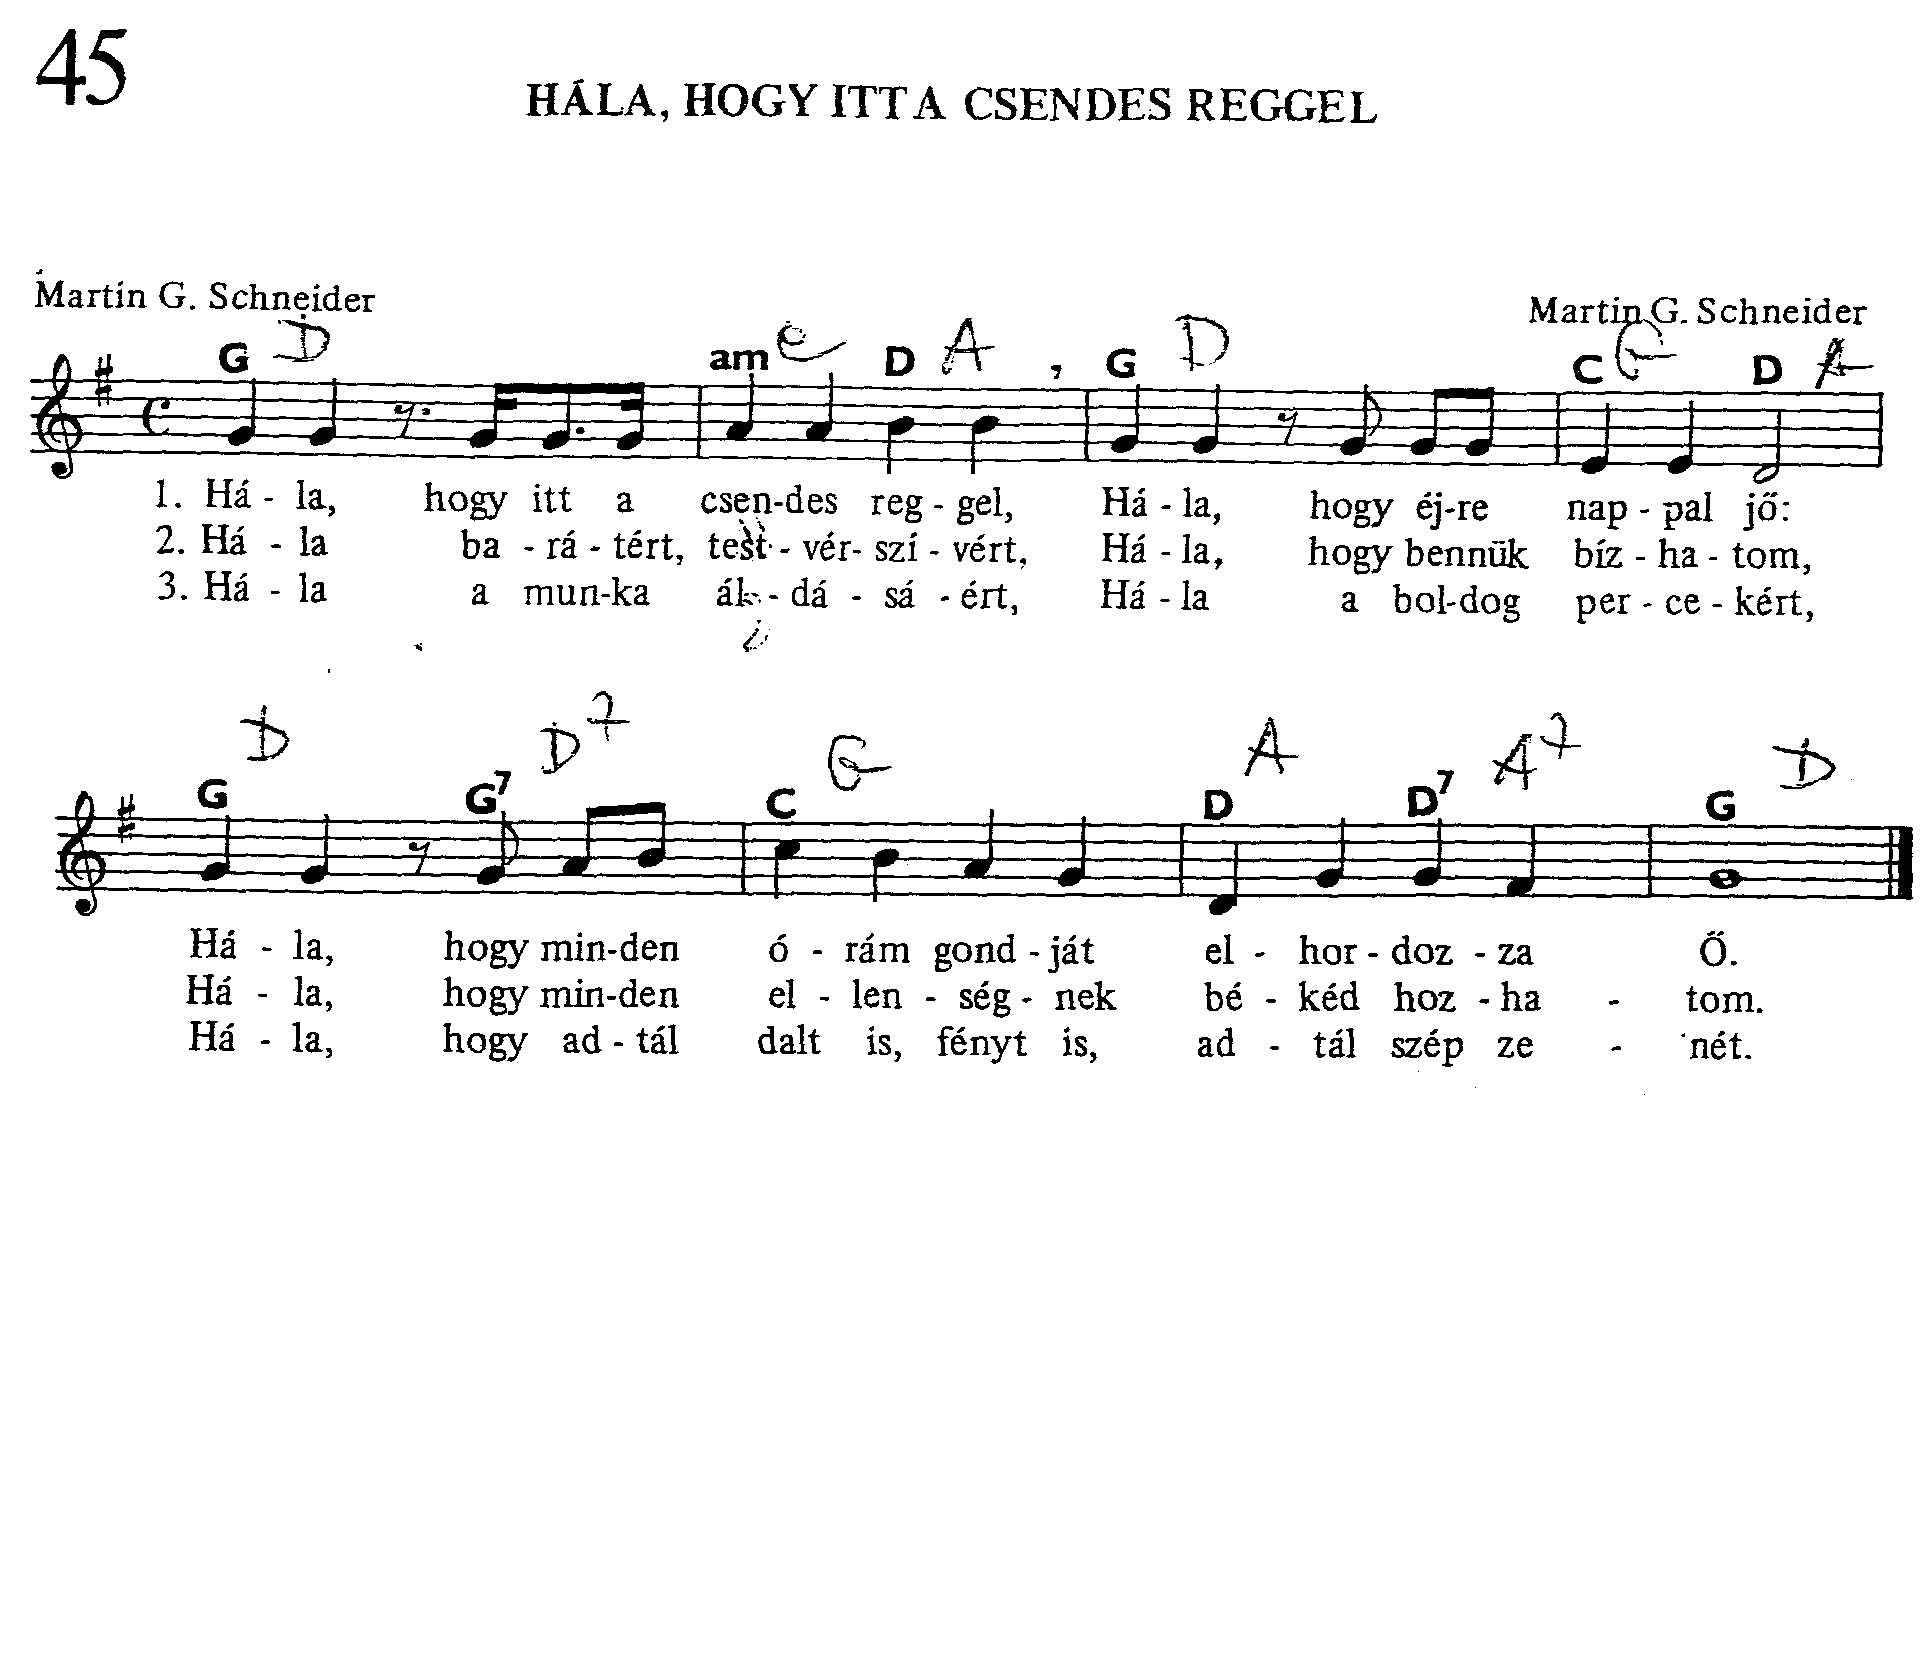 45
HÁLA, HOGY ITT A CSENDES REGGEL
Martin G. Schneider Martin G. Schneider
G D am e D A G D C G D A
1. Há - la, hogy itt a csen-des reg - gel, Há - la, hogy éj-re nap - pal jő:
2. Há - la ba - rá - tért, test - vér- szí - vért, Há - la, hogy bennük bíz - ha - tom,
3. Há - la a mun-ka ák - dá - sá - ért, Há - la a bol-dog per - ce - kért,
D D7 G A A7 D
G G7 C D D7 G
Há - la, hogy min-den ó - rám gond - ját el - hor - doz - za Ő.
Há - la, hogy min-den el - len - ség - nek bé - kéd hoz - ha - tom.
Há - la, hogy ad - tál dalt is, fényt is, ad - tál szép ze - nét.